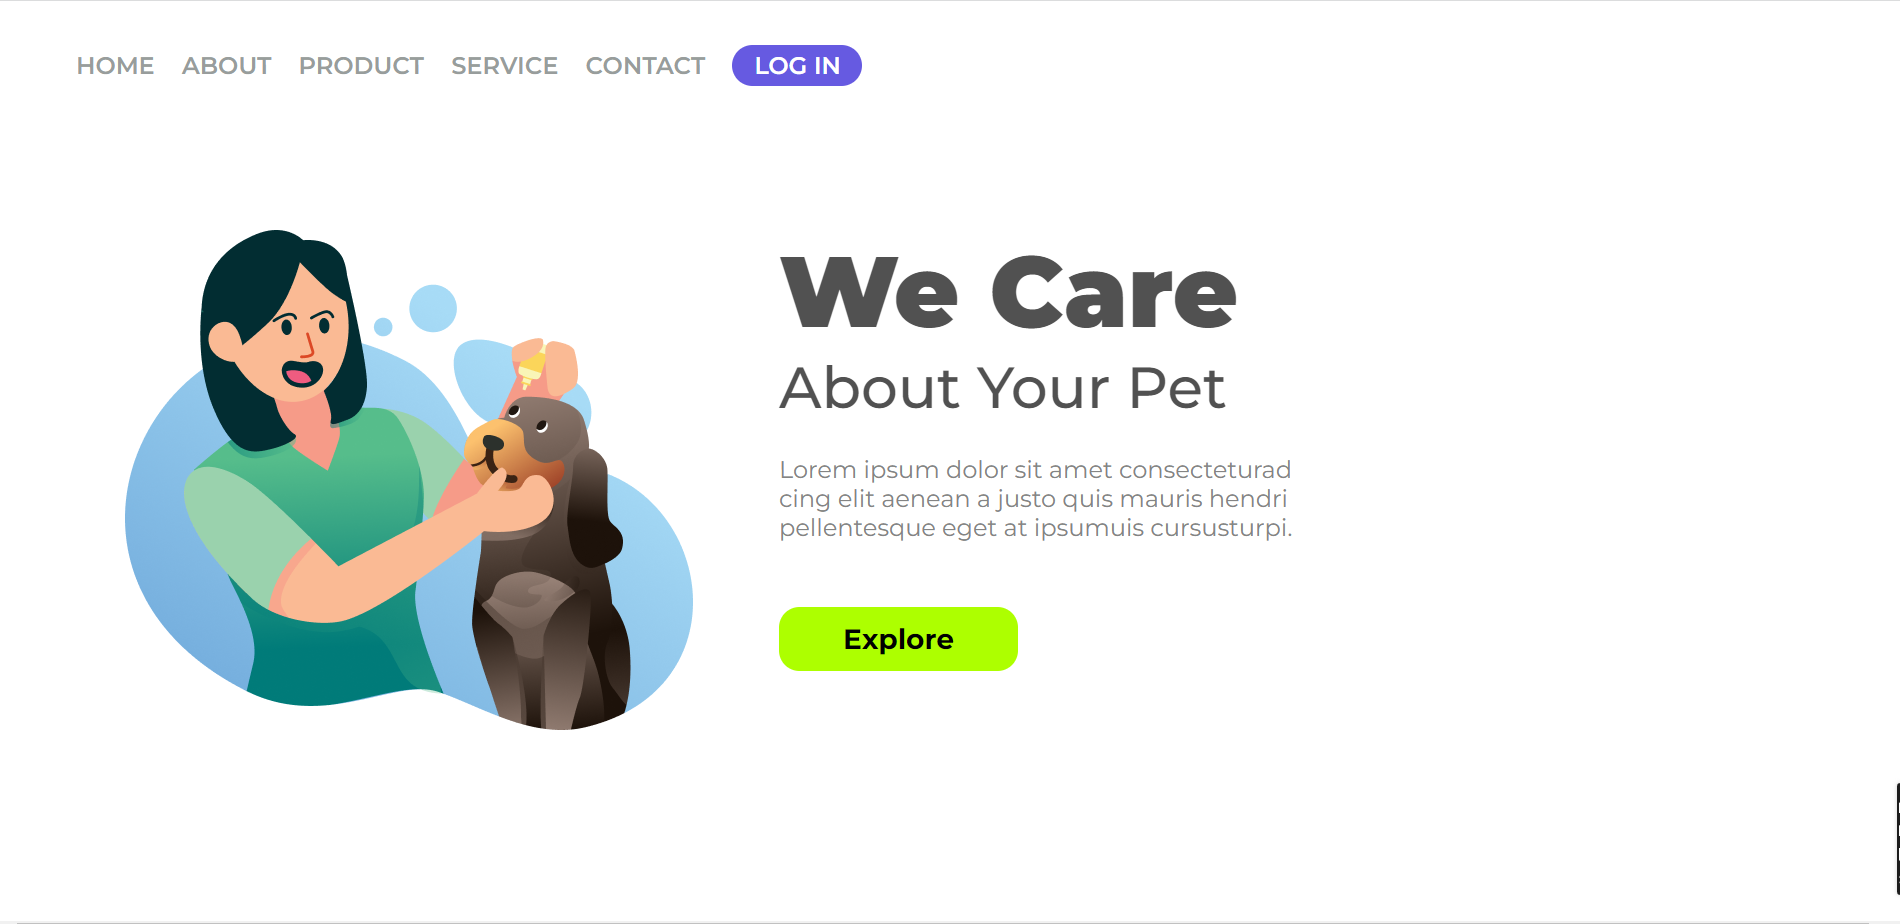 HOME ABOUT PRODUCT SERVICE CONTACT LOG IN
We Care
About Your Pet
Lorem ipsum dolor sit amet consecteturad
cing elit aenean a justo quis mauris hendri
pellentesque eget at ipsumuis cursusturpi.
Explore